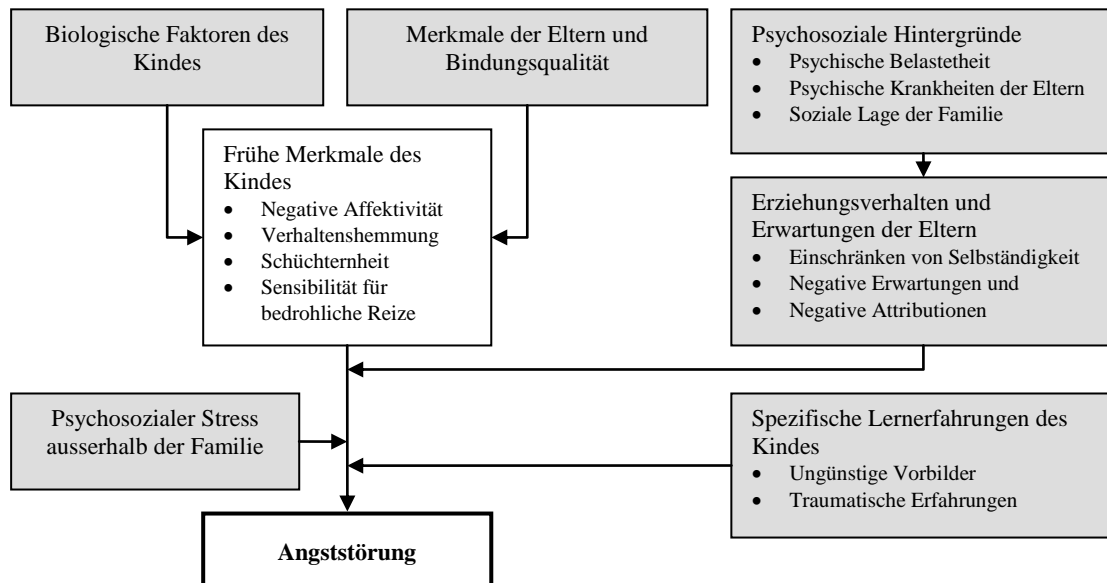 Biologische Faktoren des
Kindes
Merkmale der Eltern und
Bindungsqualität
Psychosoziale Hintergründe
• Psychische Belastetheit
• Psychische Krankheiten der Eltern
• Soziale Lage der Familie
Frühe Merkmale des
Kindes
• Negative Affektivität
• Verhaltenshemmung
• Schüchternheit
• Sensibilität für
bedrohliche Reize
Erziehungsverhalten und
Erwartungen der Eltern
• Einschränken von Selbständigkeit
• Negative Erwartungen und
• Negative Attributionen
Psychosozialer Stress
ausserhalb der Familie
Spezifische Lernerfahrungen des
Kindes
• Ungünstige Vorbilder
• Traumatische Erfahrungen
Angststörung